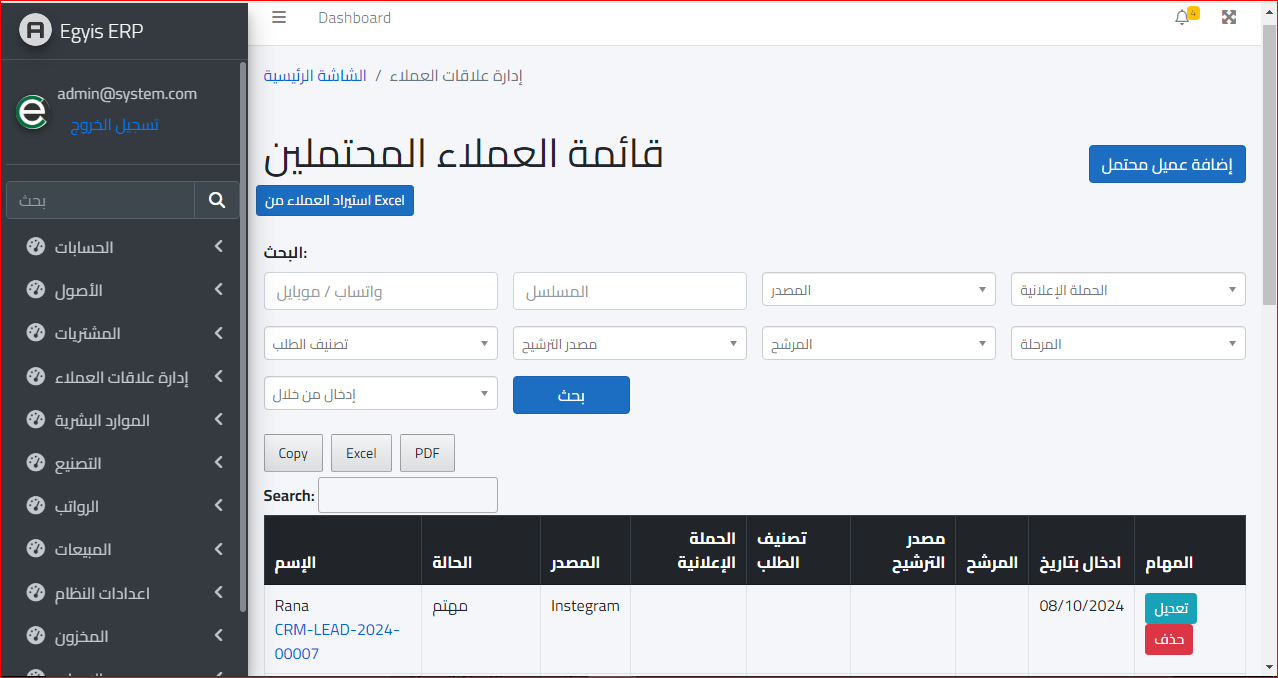 Egyis ERP
admin@system.com
تسجيل الخروج
بحث
الحسابات
الأصول
المشتريات
إدارة علاقات العملاء
الموارد البشرية
التصنيع
الرواتب
المبيعات
اعدادات النظام
المخزون
Dashboard
4
الشاشة الرئيسية / إدارة علاقات العملاء
قائمة العملاء المحتملين
إضافة عميل محتمل
استيراد العملاء من Excel
البحث:
واتساب / موبايل
المسلسل
المصدر
الحملة الإعلانية
تصنيف الطلب
مصدر الترشيح
المرشح
المرحلة
إدخال من خلال
بحث
Copy Excel PDF
Search:
الإسم
الحالة
المصدر
الحملة
الإعلانية
تصنيف
الطلب
مصدر
الترشيح
المرشح
ادخال بتاريخ
المهام
Rana
CRM-LEAD-2024-
00007
مهتم
Instegram
08/10/2024
تعديل
حذف